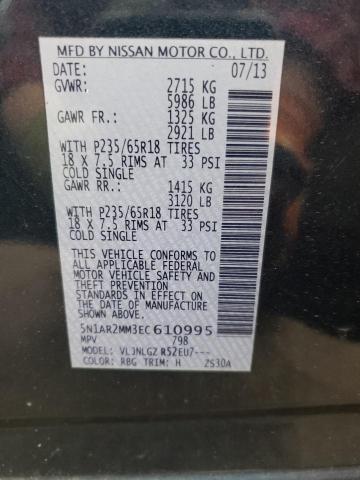 MFD BY NISSAN MOTOR CO., LTD.
DATE: 07/13
GVWR: 2715 KG
5986 LB
GAWR FR.: 1325 KG
2921 LB
WITH P235/65R18 TIRES
18 X 7.5 RIMS AT 33 PSI
COLD SINGLE
GAWR RR.: 1415 KG
3120 LB
WITH P235/65R18 TIRES
18 X 7.5 RIMS AT 33 PSI
COLD SINGLE
THIS VEHICLE CONFORMS TO
ALL APPLICABLE FEDERAL
MOTOR VEHICLE SAFETY AND
THEFT PREVENTION
STANDARDS IN EFFECT ON
THE DATE OF MANUFACTURE
SHOWN ABOVE.
5N1AR2MM3EC610995
MPV 798
MODEL: VLJNLGZ R52EU7---
COLOR: RBG TRIM: H 2S30A